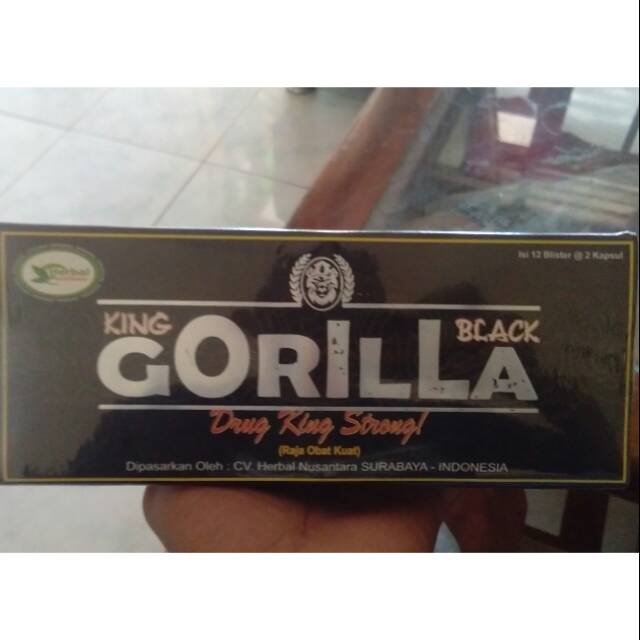 Isi 12 Blister @ 2 Kapsul
Herbal
KING
BLACK
GORILLA
Drug King Strong!
(Raja Obat Kuat)
Dipasarkan Oleh : CV. Herbal Nusantara SURABAYA - INDONESIA